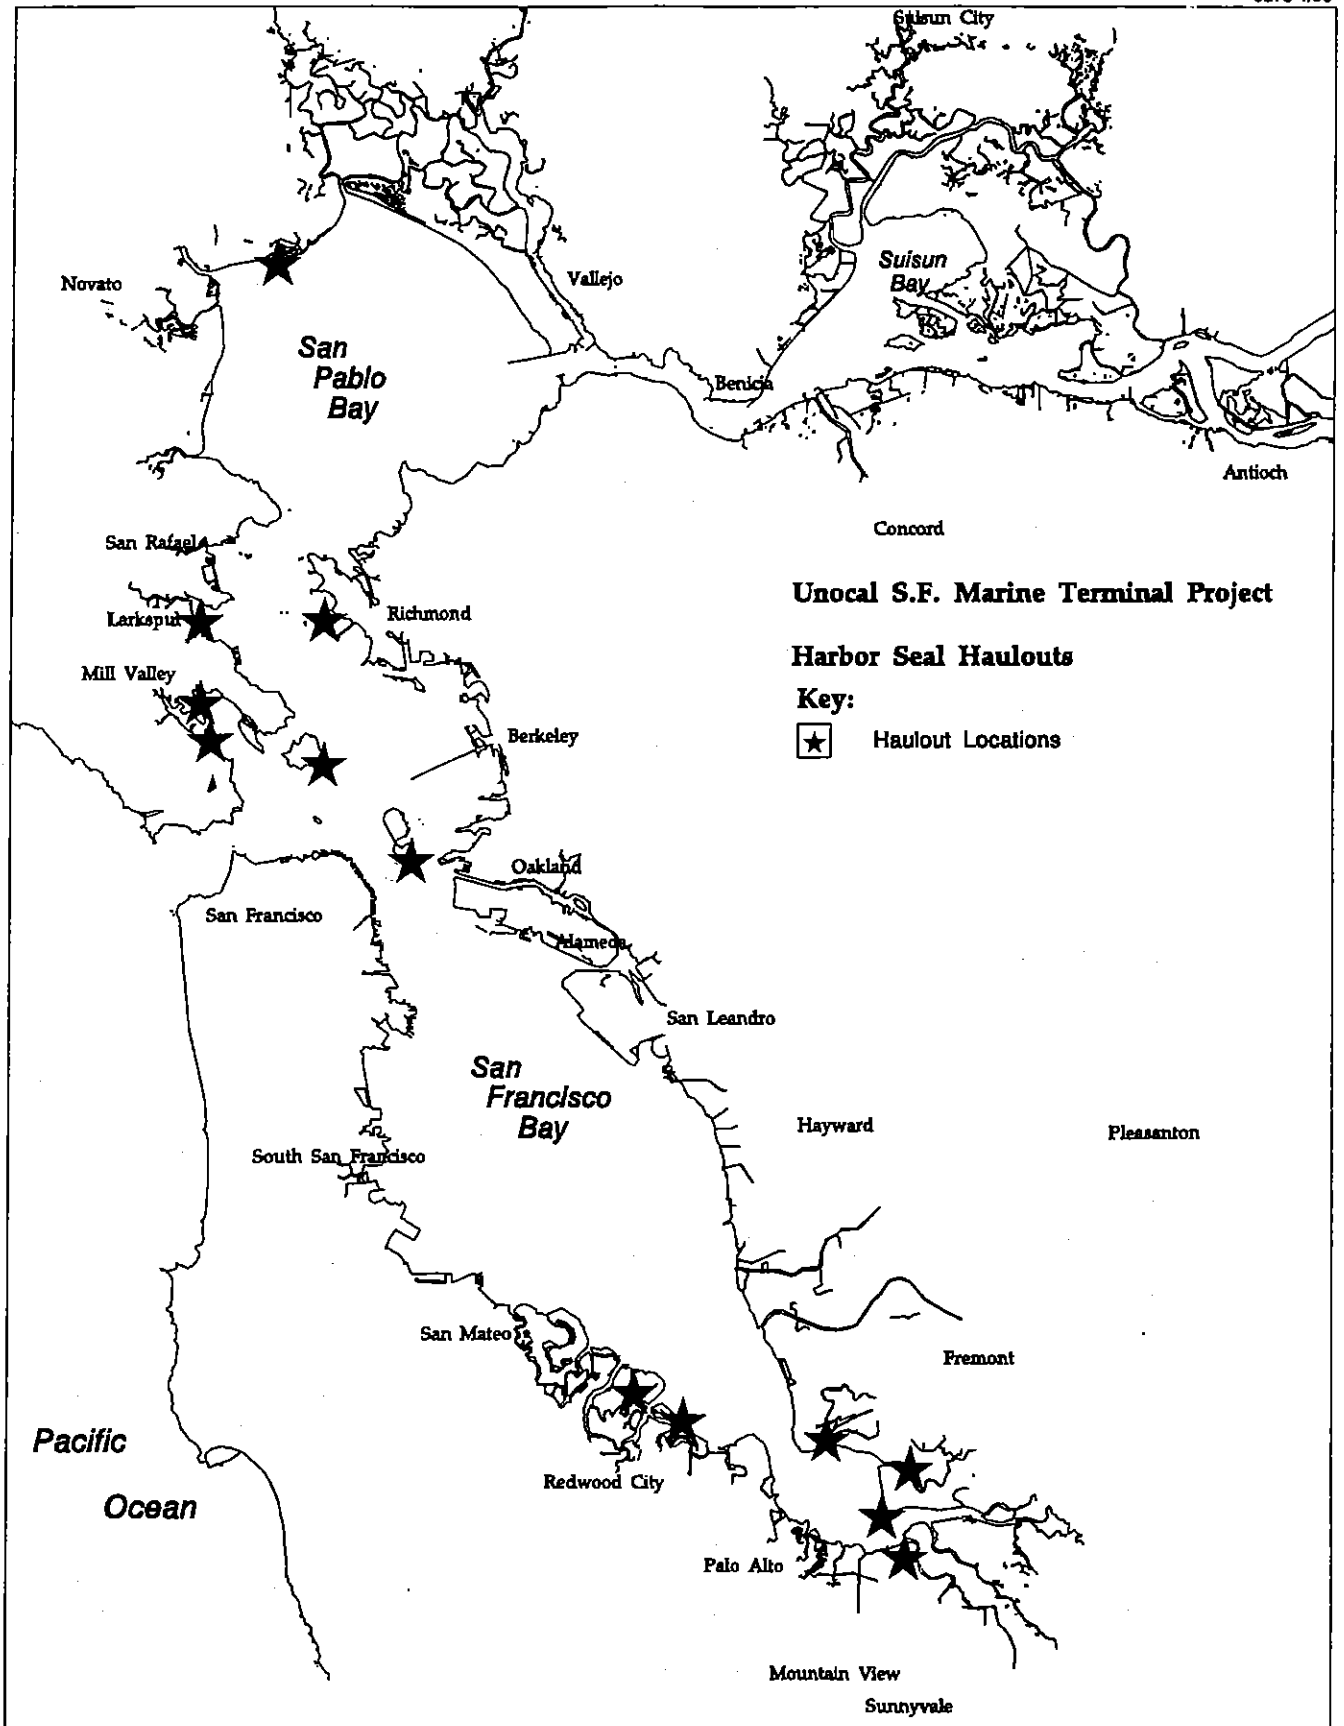 Suisun City
Novato
Vallejo
Suisun
Bay
San
Pablo
Bay
Benicia
Antioch
Concord
San Rafael
Unocal S.F. Marine Terminal Project
Larkspur
Richmond
Harbor Seal Haulouts
Mill Valley
Key:
Berkeley
Haulout Locations
Oakland
San Francisco
Alameda
San Leandro
San
Francisco
Bay
Hayward
Pleasanton
South San Francisco
San Mateo
Fremont
Pacific
Ocean
Redwood City
Palo Alto
Mountain View
Sunnyvale